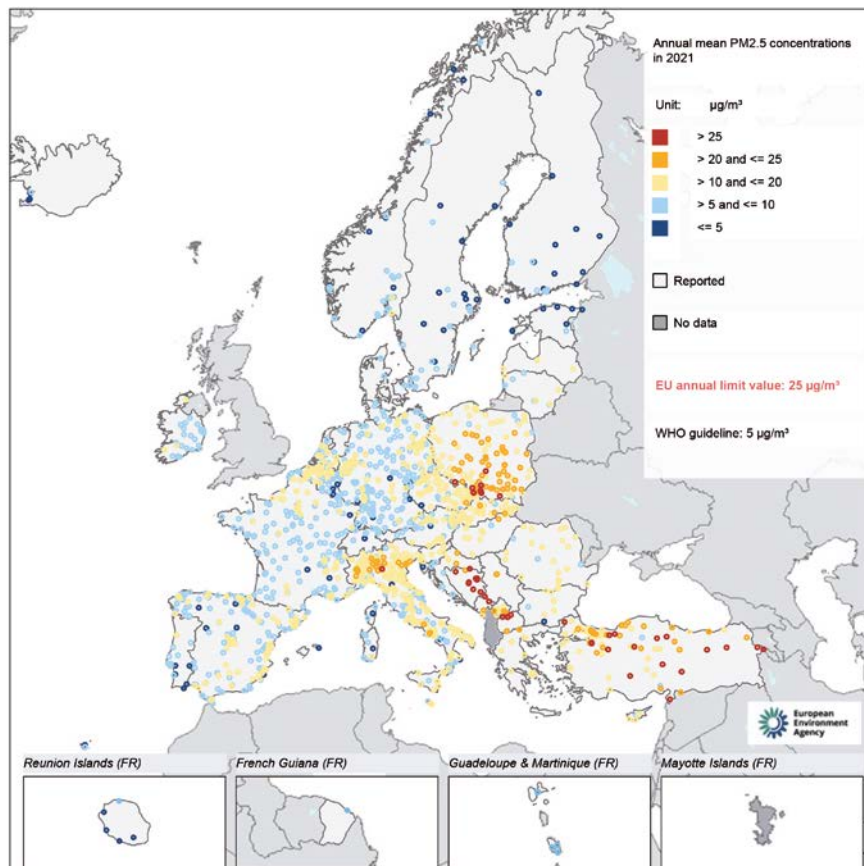 Annual mean PM2.5 concentrations
in 2021
Unit: µg/m³
> 25
> 20 and <= 25
> 10 and <= 20
> 5 and <= 10
<= 5
Reported
No data
EU annual limit value: 25 µg/m³
WHO guideline: 5 µg/m³
European
Environment
Agency
Reunion Islands (FR)
French Guiana (FR)
Guadeloupe & Martinique (FR)
Mayotte Islands (FR)